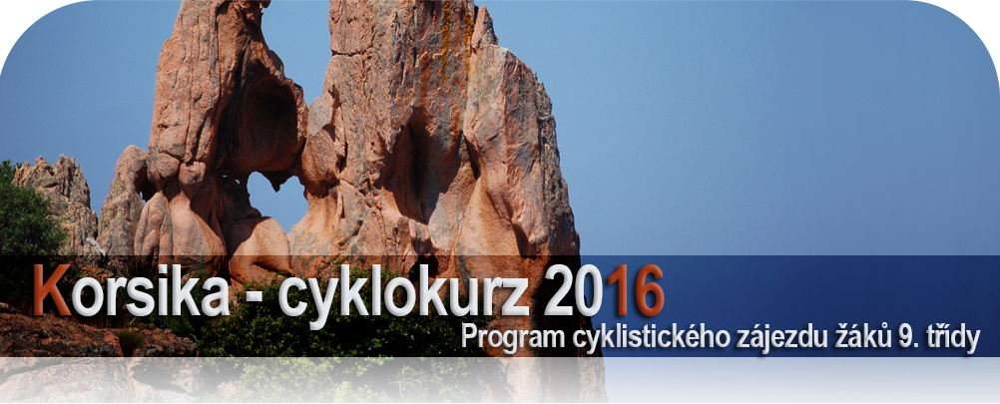 Korsika - cyklokurz 2016
Program cyklistického zájezdu žáků 9. třídy